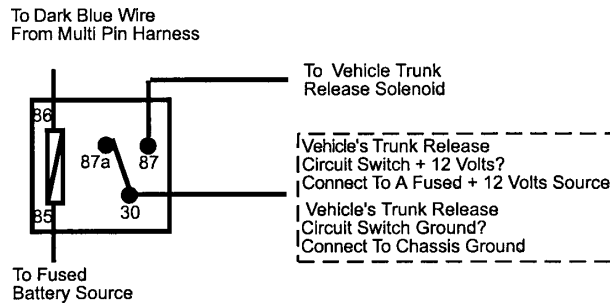 To Dark Blue Wire
From Multi Pin Harness
To Vehicle Trunk
Release Solenoid
86
87a
87
30
85
Vehicle's Trunk Release
Circuit Switch + 12 Volts?
Connect To A Fused + 12 Volts Source
Vehicle's Trunk Release
Circuit Switch Ground?
Connect To Chassis Ground
To Fused
Battery Source